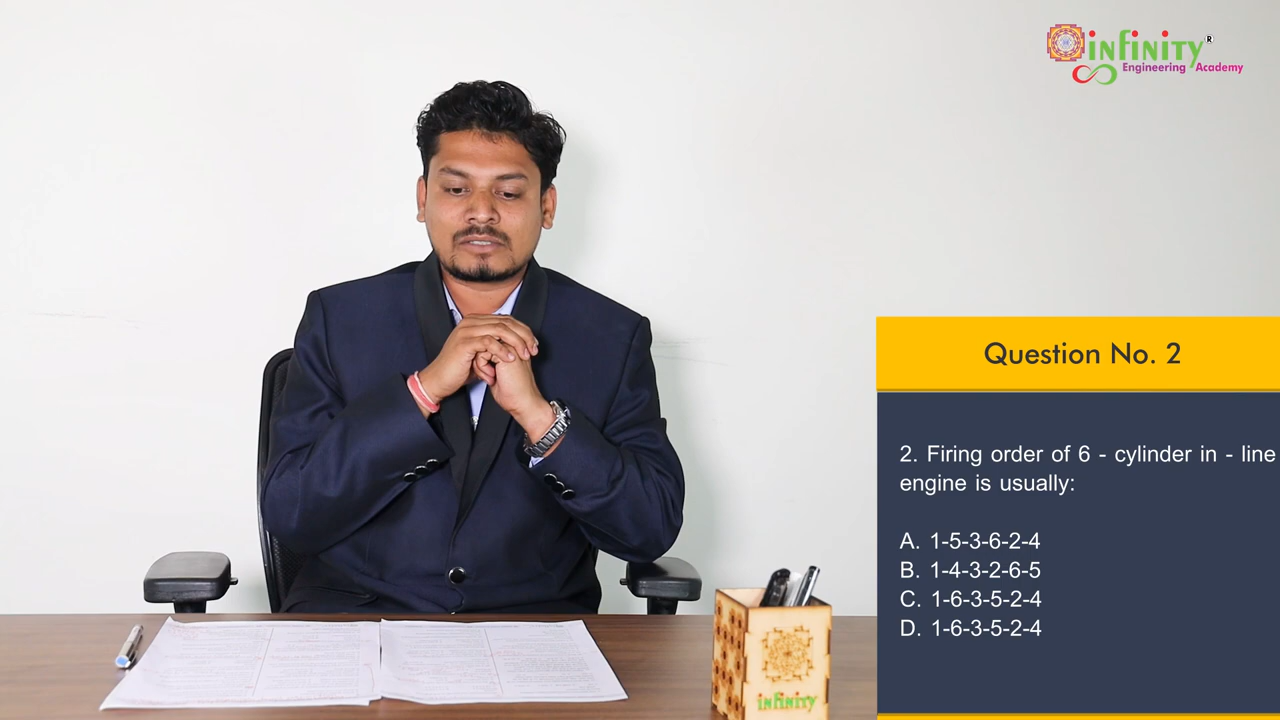 infinity®
Engineering Academy
Question No. 2
2. Firing order of 6 - cylinder in - line
engine is usually:
A. 1-5-3-6-2-4
B. 1-4-3-2-6-5
C. 1-6-3-5-2-4
D. 1-6-3-5-2-4
infinity